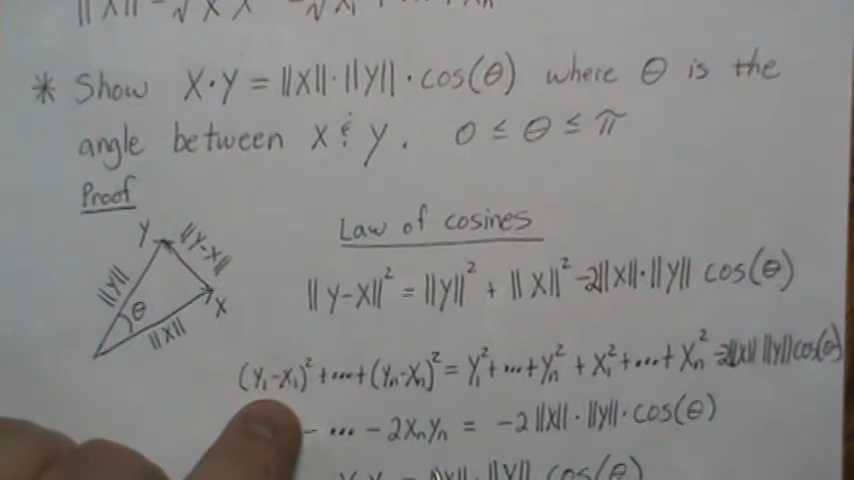 ||X|| = √X·X
* Show X·Y = ||X||·||Y||·cos(θ) where θ is the
angle between X & Y. 0 ≤ θ ≤ π
Proof
Law of cosines
Y
||Y-X||
||Y||
θ
||X||
X
||Y-X||² = ||Y||² + ||X||² -2||X||·||Y|| cos(θ)
(Y₁-X₁)² +....+ (Yₙ-Xₙ)² = Y₁²+...+Yₙ² + X₁²+...+Xₙ² -2||X|| ||Y||cos(θ)
- ... - 2XₙYₙ = -2||X||·||Y||·cos(θ)
cos(θ)